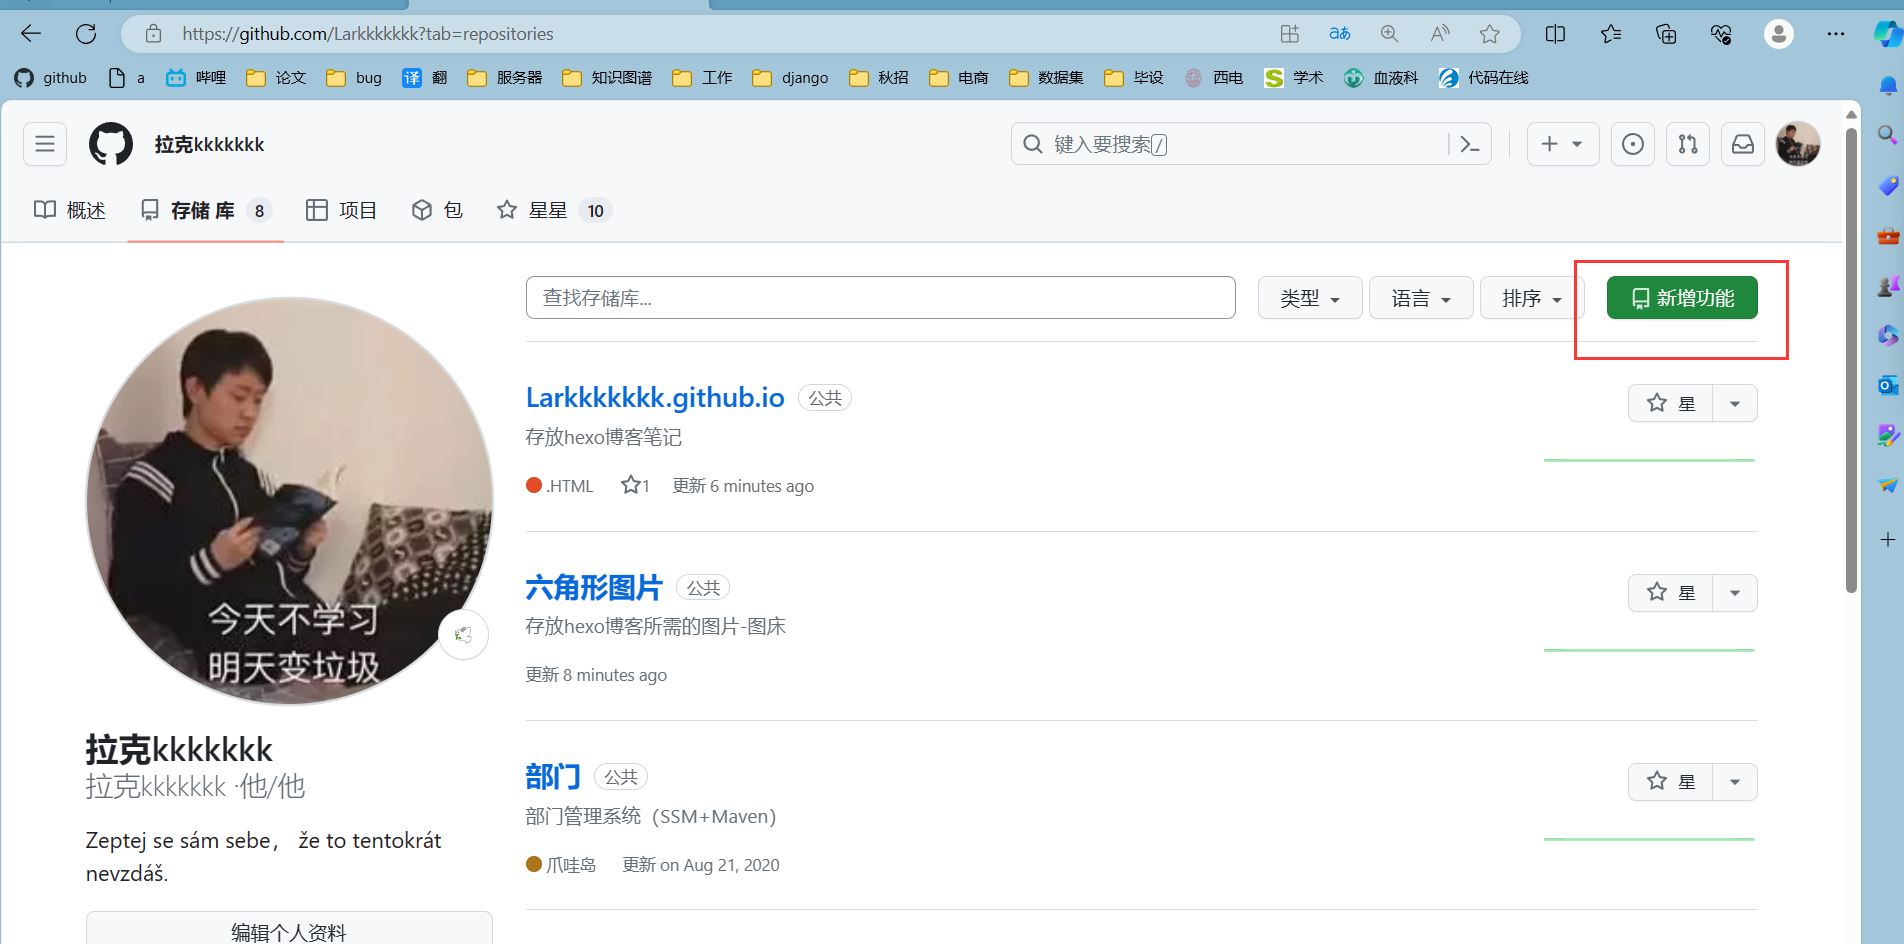 https://github.com/Larkkkkkkk?tab=repositories
github a 哔哩 论文 bug 译 翻 服务器 知识图谱 工作 django 秋招 电商 数据集 毕设 西电 学术 血液科 代码在线
拉克kkkkkkk 键入要搜索/
概述 存储 库 8 项目 包 星星 10
查找存储库... 类型 语言 排序 新增功能
Larkkkkkkk.github.io 公共 星
存放hexo博客笔记
.HTML 1 更新 6 minutes ago
六角形图片 公共 星
存放hexo博客所需的图片-图床
更新 8 minutes ago
今天不学习
明天变垃圾
拉克kkkkkkk
拉克kkkkkkk ·他/他
Zeptej se sám sebe， že to tentokrát
nevzdáš.
编辑个人资料
部门 公共 星
部门管理系统（SSM+Maven）
爪哇岛 更新 on Aug 21, 2020